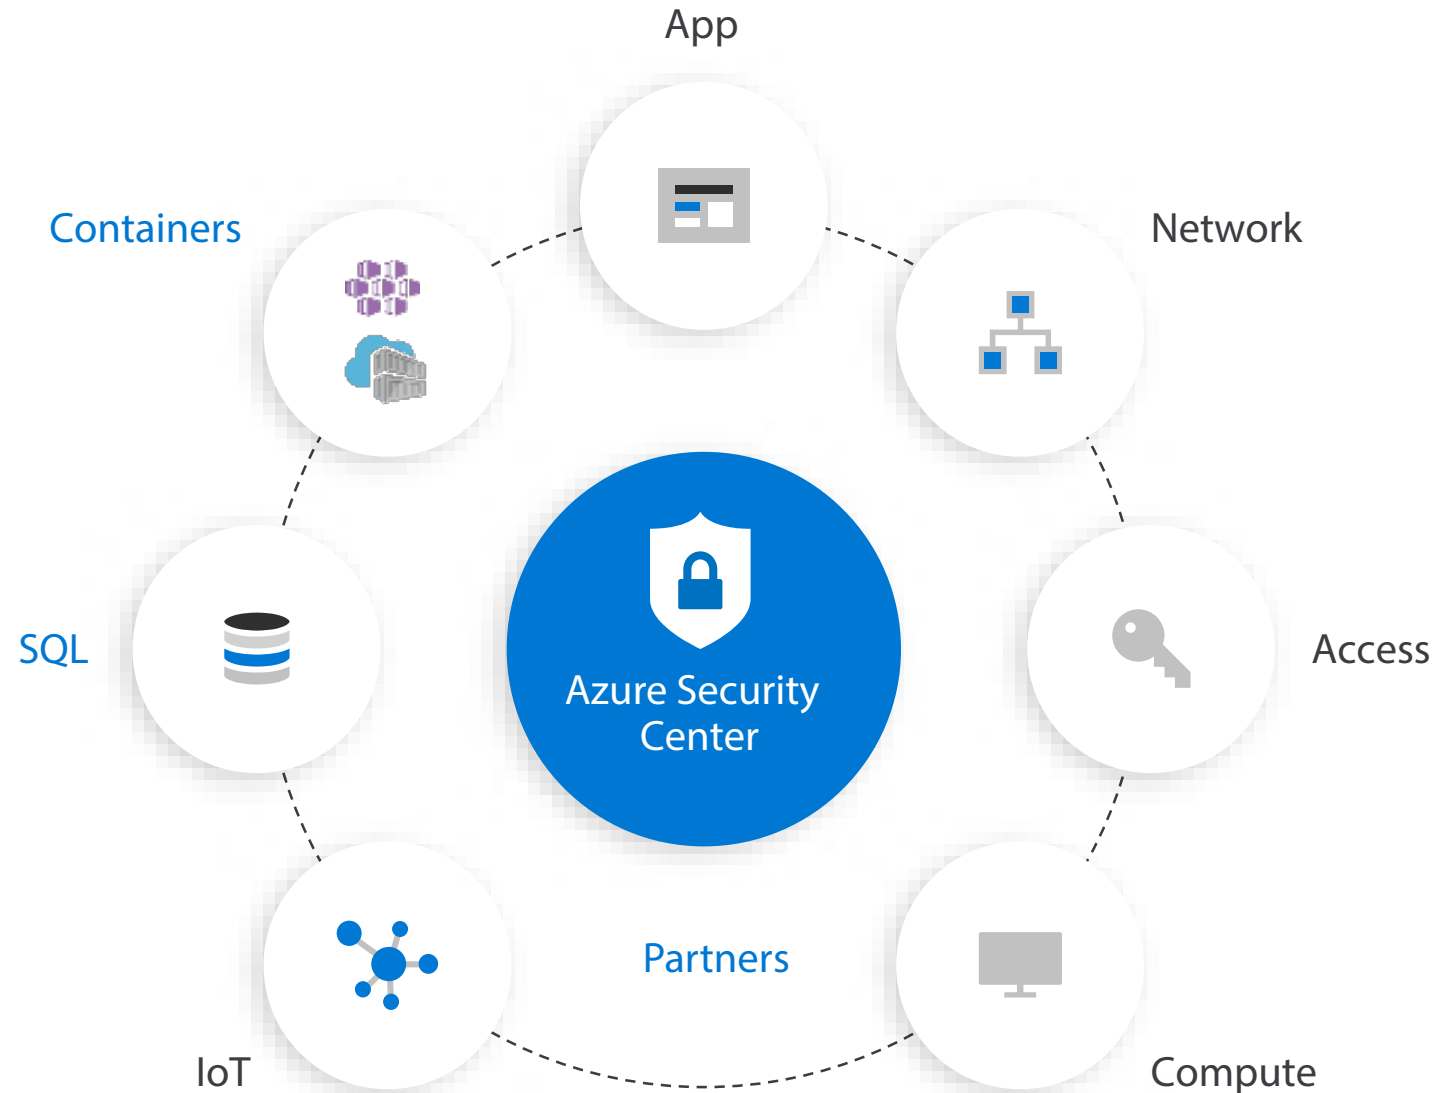 App
Containers
Network
SQL
Azure Security
Center
Access
Partners
IoT
Compute